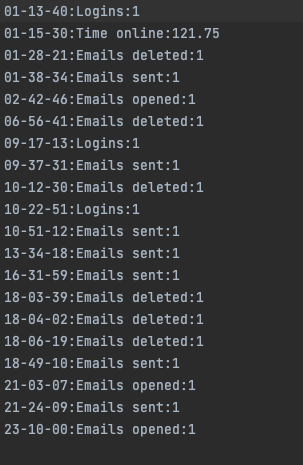 01-13-40:Logins:1
01-15-30:Time online:121.75
01-28-21:Emails deleted:1
01-38-34:Emails sent:1
02-42-46:Emails opened:1
06-56-41:Emails deleted:1
09-17-13:Logins:1
09-37-31:Emails sent:1
10-12-30:Emails deleted:1
10-22-51:Logins:1
10-51-12:Emails sent:1
13-34-18:Emails sent:1
16-31-59:Emails sent:1
18-03-39:Emails deleted:1
18-04-02:Emails deleted:1
18-06-19:Emails deleted:1
18-49-10:Emails sent:1
21-03-07:Emails opened:1
21-24-09:Emails sent:1
23-10-00:Emails opened:1